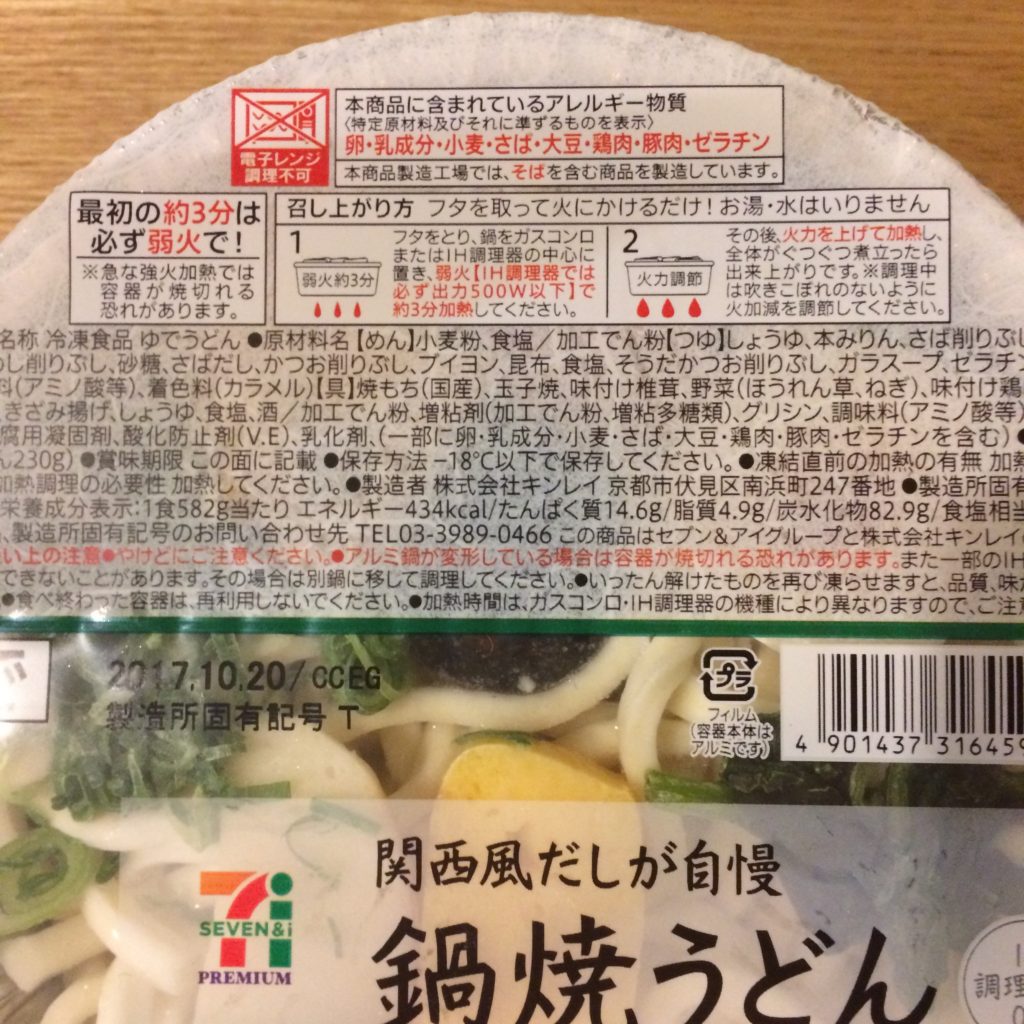 電子レンジ
調理不可
本商品に含まれているアレルギー物質
〈特定原材料及びそれに準ずるものを表示〉
卵・乳成分・小麦・さば・大豆・鶏肉・豚肉・ゼラチン
本商品製造工場では、そばを含む商品を製造しています。
最初の約3分は
必ず弱火で!
※急な強火加熱では
容器が焼切れる
恐れがあります。
召し上がり方 フタを取って火にかけるだけ!お湯・水はいりません
1
弱火約3分
フタをとり、鍋をガスコンロ
またはIH調理器の中心に
置き、弱火【IH調理器では
必ず出力500W以下】で
約3分加熱してください。
2
火力調節
その後、火力を上げて加熱し、
全体がぐつぐつ煮立ったら
出来上がりです。※調理中
は吹きこぼれのないように
火加減を調節してください。
名称 冷凍食品 ゆでうどん ●原材料名【めん】小麦粉、食塩/加工でん粉【つゆ】しょうゆ、本みりん、さば削りぶし
し削りぶし、砂糖、さばだし、かつお削りぶし、ブイヨン、昆布、食塩、そうだかつお削りぶし、ガラスープ、ゼラチン
料(アミノ酸等)、着色料(カラメル)【具】焼もち(国産)、玉子焼、味付け椎茸、野菜(ほうれん草、ねぎ)、味付け鶏
きざみ揚げ、しょうゆ、食塩、酒/加工でん粉、増粘剤(加工でん粉、増粘多糖類)、グリシン、調味料(アミノ酸等)
腐用凝固剤、酸化防止剤(V.E)、乳化剤、(一部に卵・乳成分・小麦・さば・大豆・鶏肉・豚肉・ゼラチンを含む) ●
ん230g) ●賞味期限 この面に記載 ●保存方法 −18℃以下で保存してください。 ●凍結直前の加熱の有無 加熱
加熱調理の必要性 加熱してください。 ●製造者 株式会社キンレイ 京都市伏見区南浜町247番地 ●製造所固有
栄養成分表示:1食582g当たり エネルギー434kcal/たんぱく質14.6g/脂質4.9g/炭水化物82.9g/食塩相当
、製造所固有記号のお問い合わせ先 TEL03-3989-0466 この商品はセブン&アイグループと株式会社キンレイの
い上の注意●やけどにご注意ください。●アルミ鍋が変形している場合は容器が焼切れる恐れがあります。また一部のIH
できないことがあります。その場合は別鍋に移して調理してください。●いったん解けたものを再び凍らせますと、品質、味が
●食べ終わった容器は、再利用しないでください。●加熱時間は、ガスコンロ・IH調理器の機種により異なりますので、ご注意
2017.10.20/CCEG
製造所固有記号 T
プラ
フィルム
(容器本体は
アルミです)
4 901437 316459
関西風だしが自慢
鍋焼うどん
7i
SEVEN&i
PREMIUM
調理